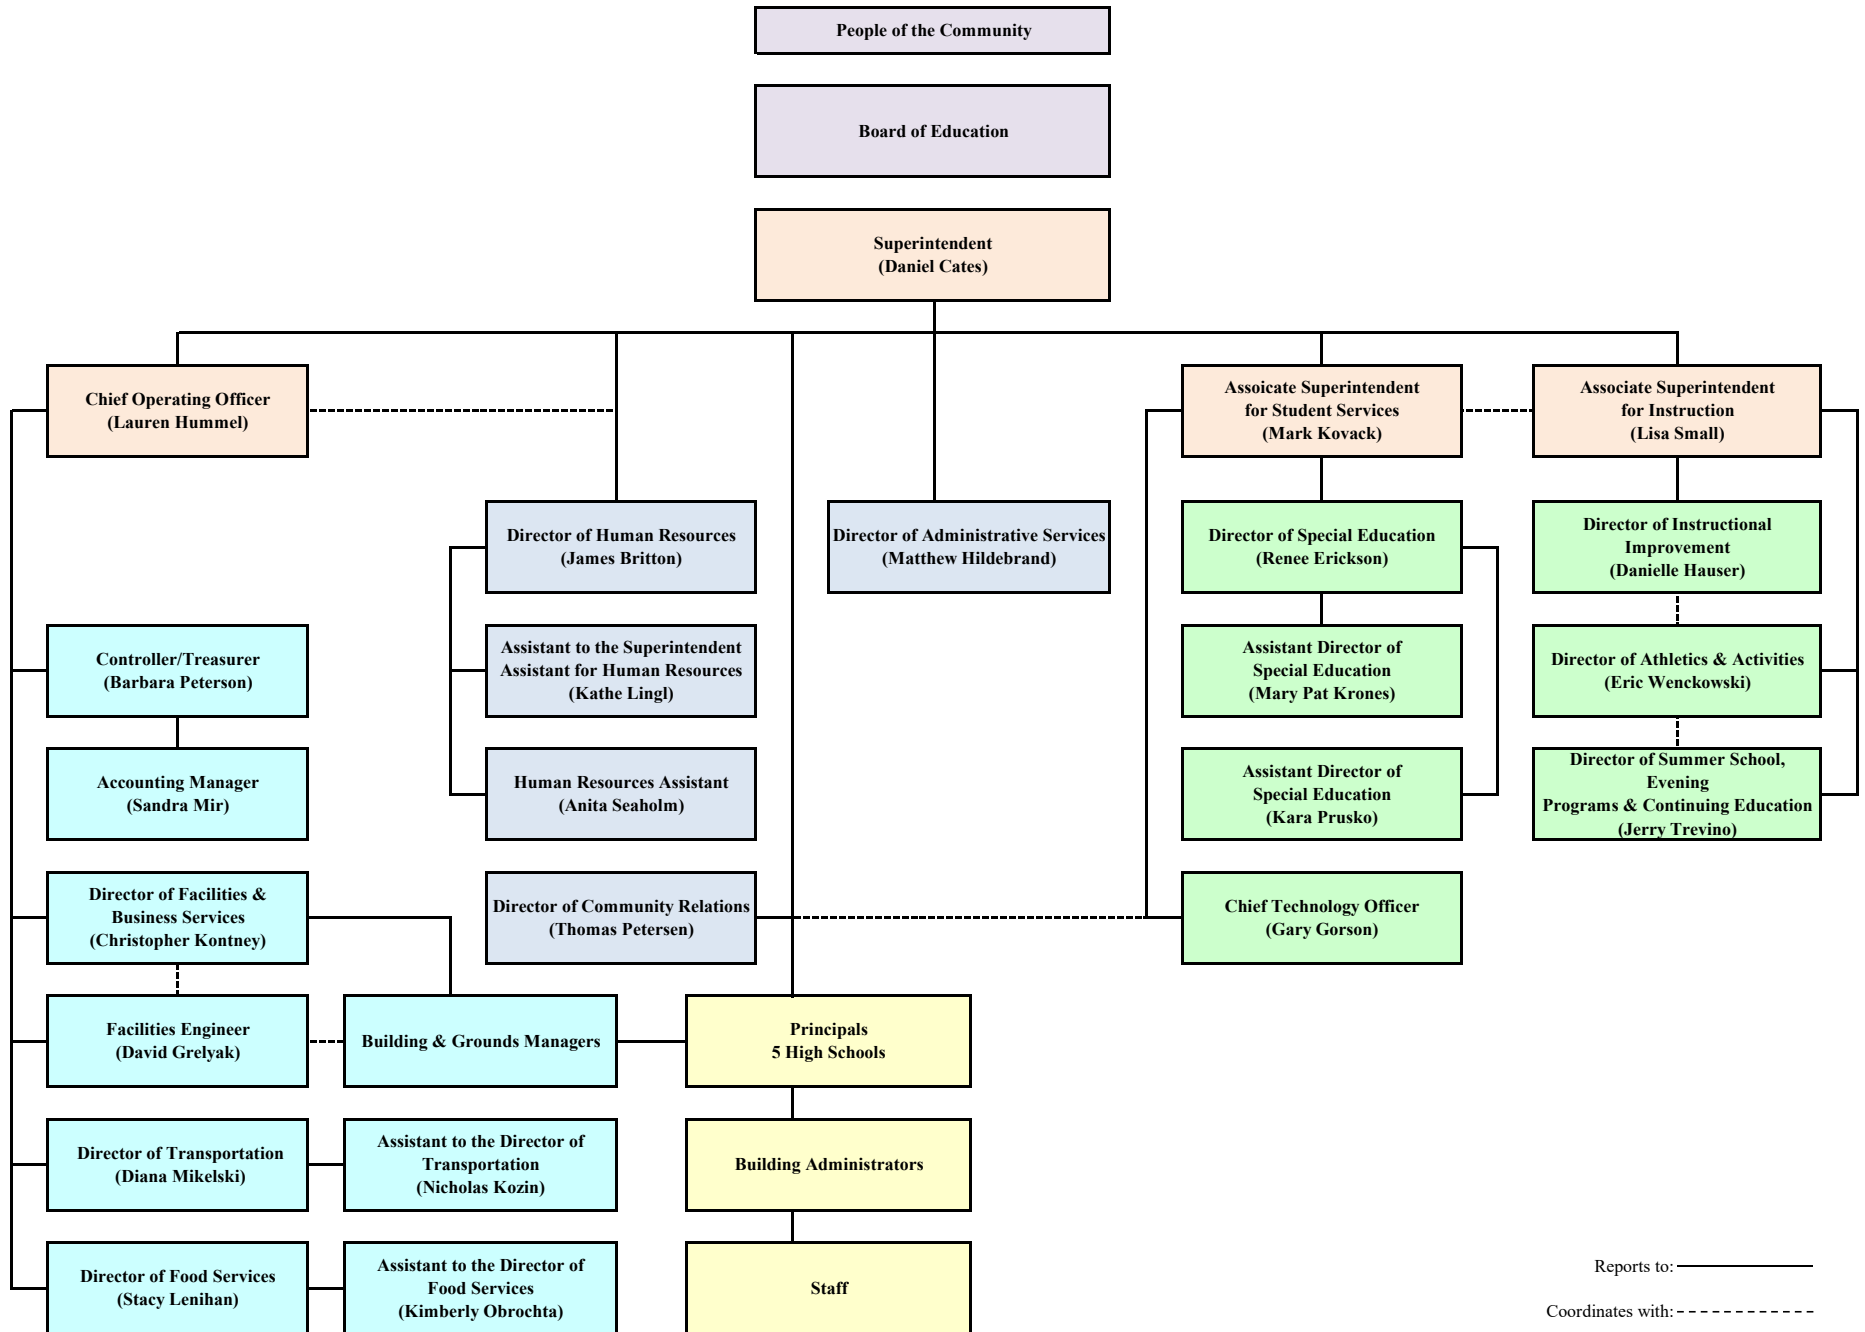 People of the Community
Board of Education
Superintendent
(Daniel Cates)
Chief Operating Officer
(Lauren Hummel)
Assoicate Superintendent
for Student Services
(Mark Kovack)
Associate Superintendent
for Instruction
(Lisa Small)
Director of Human Resources
(James Britton)
Director of Administrative Services
(Matthew Hildebrand)
Director of Special Education
(Renee Erickson)
Director of Instructional
Improvement
(Danielle Hauser)
Controller/Treasurer
(Barbara Peterson)
Assistant to the Superintendent
Assistant for Human Resources
(Kathe Lingl)
Assistant Director of
Special Education
(Mary Pat Krones)
Director of Athletics & Activities
(Eric Wenckowski)
Accounting Manager
(Sandra Mir)
Human Resources Assistant
(Anita Seaholm)
Assistant Director of
Special Education
(Kara Prusko)
Director of Summer School,
Evening
Programs & Continuing Education
(Jerry Trevino)
Director of Facilities &
Business Services
(Christopher Kontney)
Director of Community Relations
(Thomas Petersen)
Chief Technology Officer
(Gary Gorson)
Facilities Engineer
(David Grelyak)
Building & Grounds Managers
Principals
5 High Schools
Director of Transportation
(Diana Mikelski)
Assistant to the Director of
Transportation
(Nicholas Kozin)
Building Administrators
Director of Food Services
(Stacy Lenihan)
Assistant to the Director of
Food Services
(Kimberly Obrochta)
Staff
Reports to:
Coordinates with: